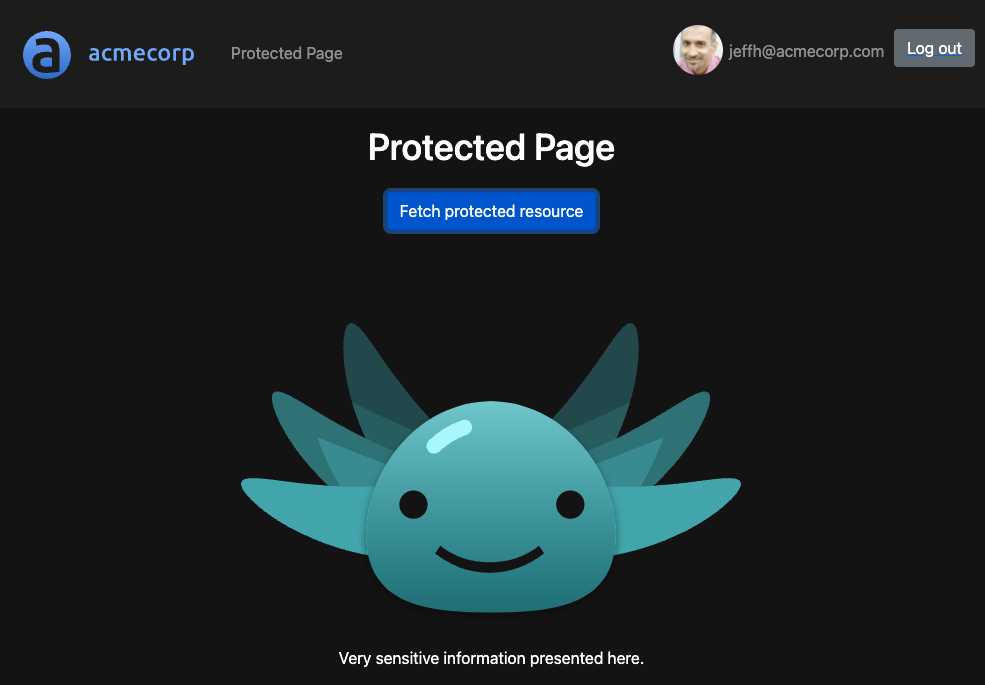 acmecorp
Protected Page
jeffh@acmecorp.com
Log out
Protected Page
Fetch protected resource
Very sensitive information presented here.